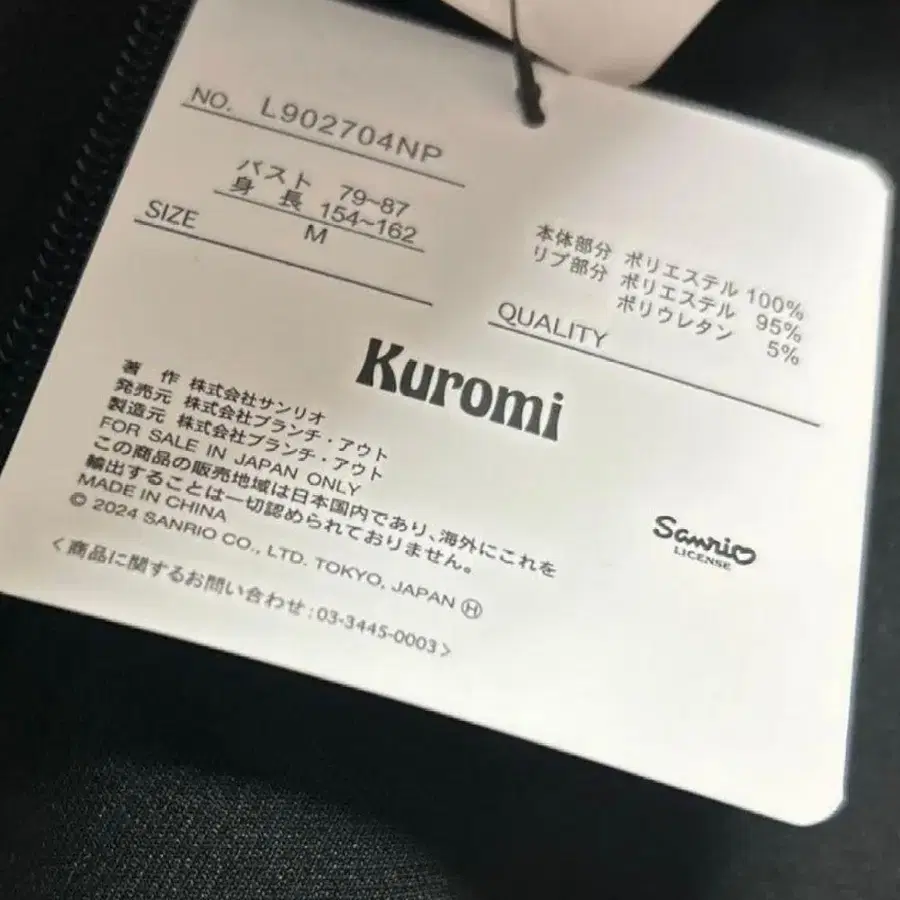 NO. L902704NP
バスト 79~87
身 長 154~162
SIZE M
本体部分 ポリエステル 100%
リブ部分 ポリエステル 95%
ポリウレタン 5%
QUALITY
Kuromi
著 作 株式会社サンリオ
発売元 株式会社ブランチ・アウト
製造元 株式会社ブランチ・アウト
FOR SALE IN JAPAN ONLY
この商品の販売地域は日本国内であり、海外にこれを
輸出することは一切認められておりません。
MADE IN CHINA
© 2024 SANRIO CO., LTD. TOKYO, JAPAN Ⓗ
<商品に関するお問い合わせ:03-3445-0003>
Sanrio
LICENSE